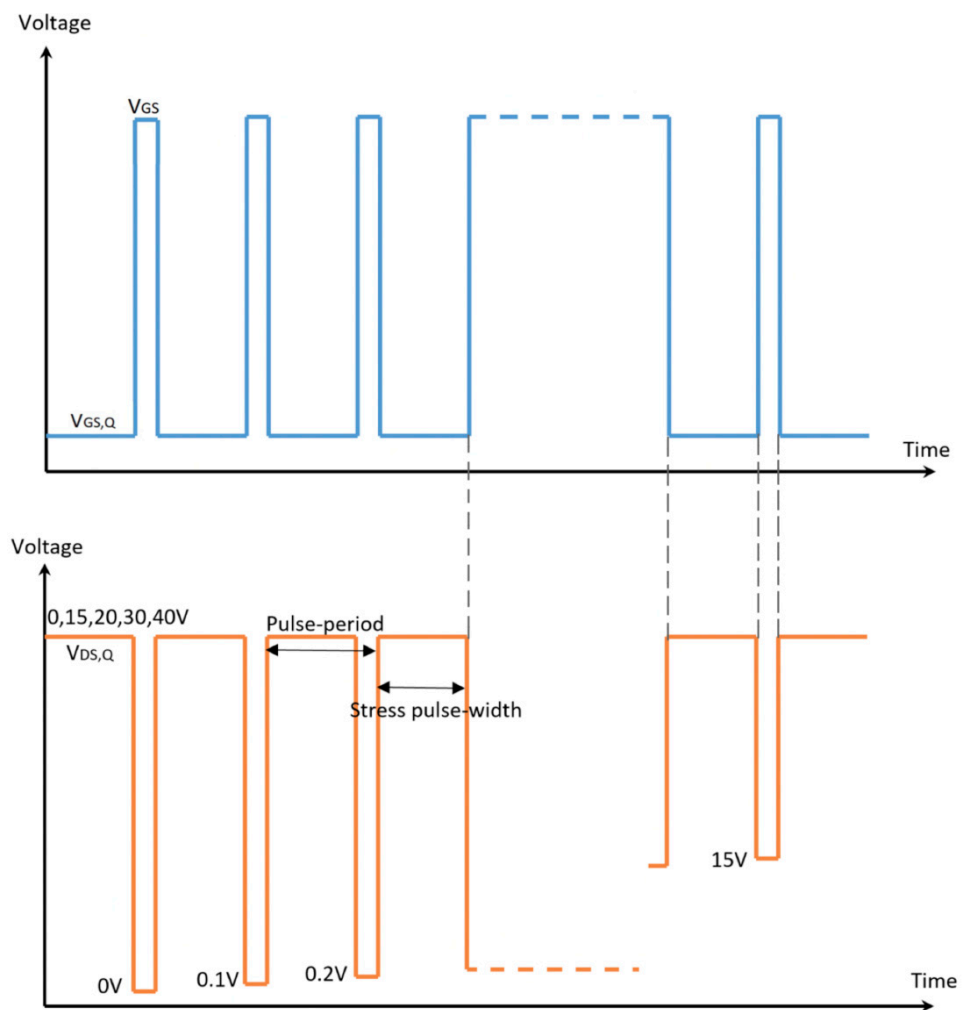 Voltage
VGS
VGS,Q
Time
Voltage
0,15,20,30,40V
Pulse-period
VDS,Q
Stress pulse-width
15V
0.2V
0.1V
0V
Time